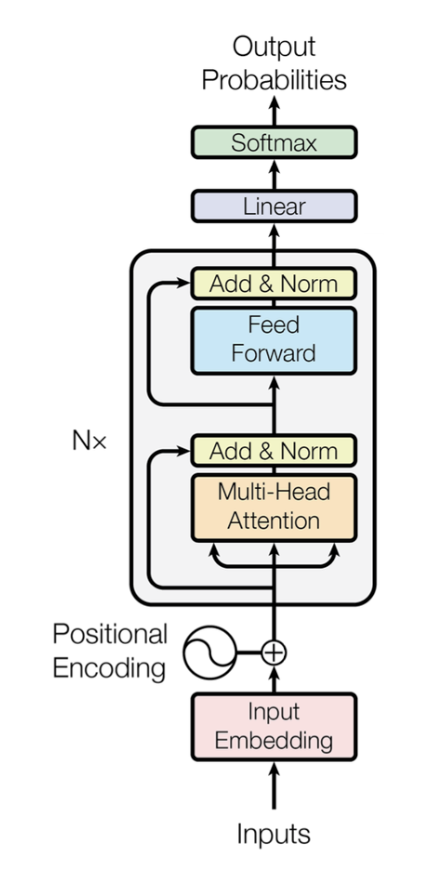 Output
Probabilities
Softmax
Linear
Add & Norm
Feed
Forward
N×
Add & Norm
Multi-Head
Attention
Positional
Encoding
Input
Embedding
Inputs